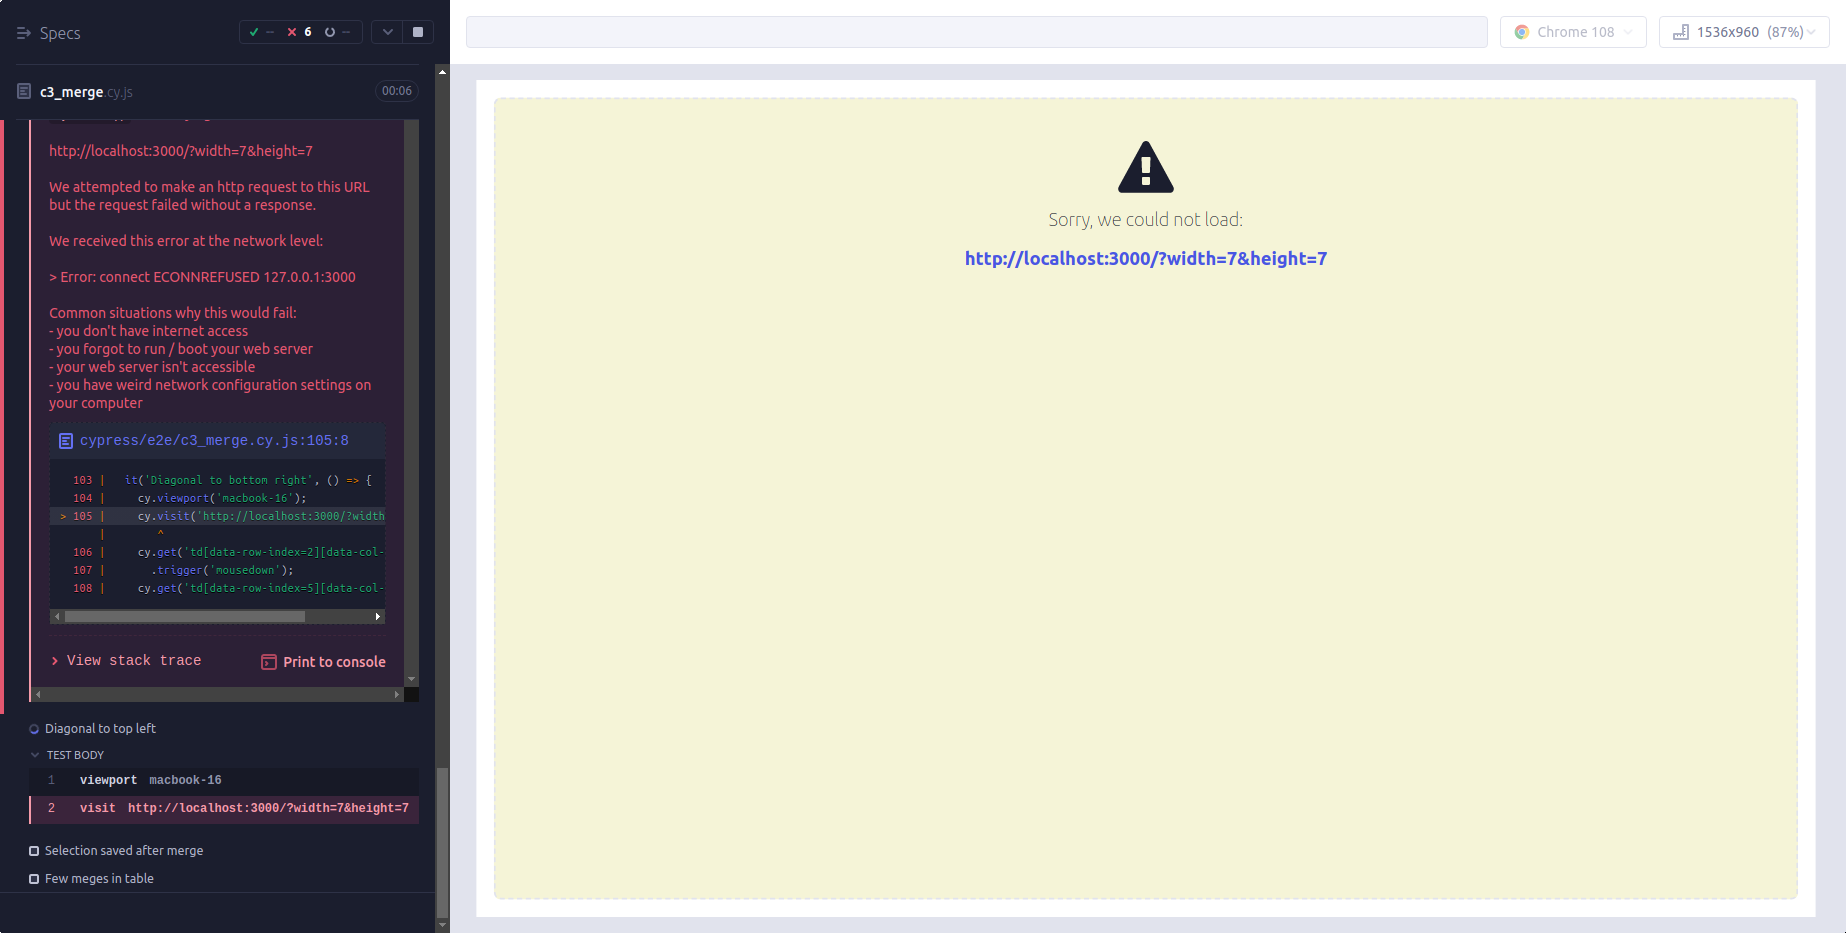 Specs
-- 6 --
c3_merge.cy.js
00:06
http://localhost:3000/?width=7&height=7
We attempted to make an http request to this URL
but the request failed without a response.
We received this error at the network level:
> Error: connect ECONNREFUSED 127.0.0.1:3000
Common situations why this would fail:
- you don't have internet access
- you forgot to run / boot your web server
- your web server isn't accessible
- you have weird network configuration settings on
your computer
cypress/e2e/c3_merge.cy.js:105:8
103 | it('Diagonal to bottom right', () => {
104 | cy.viewport('macbook-16');
> 105 | cy.visit('http://localhost:3000/?width
| ^
106 | cy.get('td[data-row-index=2][data-col-
107 | .trigger('mousedown');
108 | cy.get('td[data-row-index=5][data-col-
View stack trace
Print to console
Diagonal to top left
TEST BODY
1 viewport macbook-16
2 visit http://localhost:3000/?width=7&height=7
Selection saved after merge
Few meges in table
Chrome 108
1536x960 (87%)
Sorry, we could not load:
http://localhost:3000/?width=7&height=7